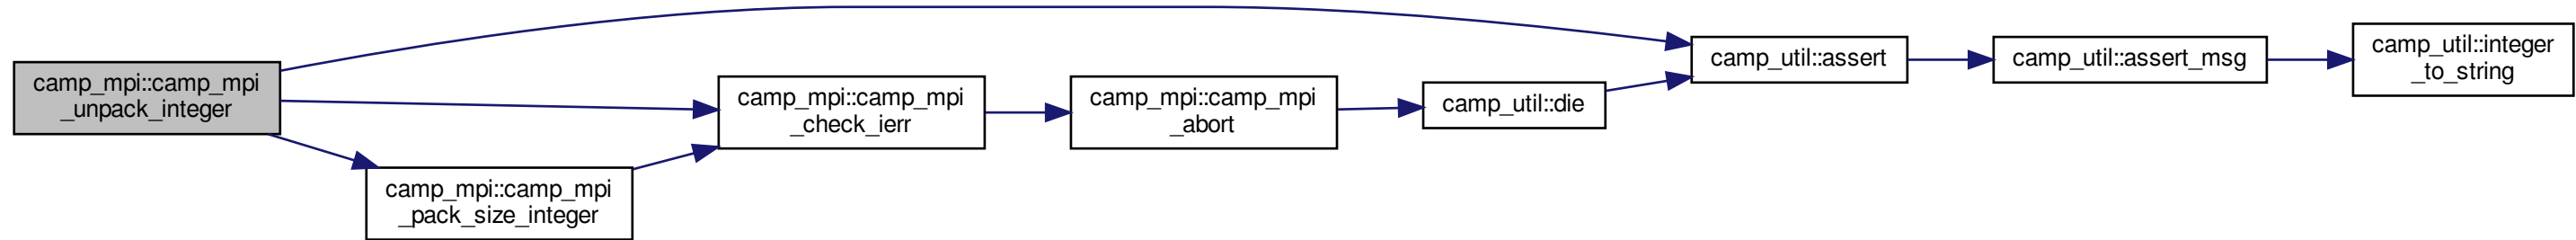 camp_mpi::camp_mpi
_unpack_integer
camp_mpi::camp_mpi
_pack_size_integer
camp_mpi::camp_mpi
_check_ierr
camp_mpi::camp_mpi
_abort
camp_util::die
camp_util::assert
camp_util::assert_msg
camp_util::integer
_to_string